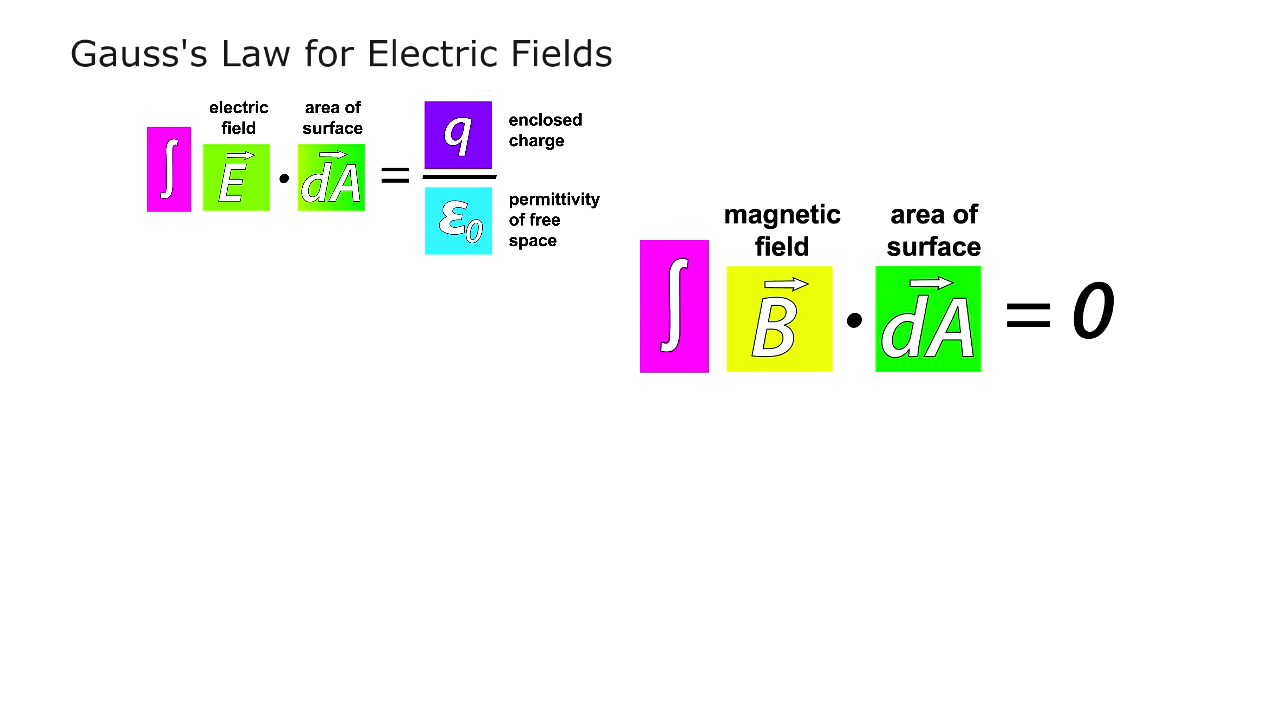 Gauss's Law for Electric Fields
electric field
area of surface
∫ E⃗ • dA⃗ = q / ε₀
enclosed charge
permittivity of free space
magnetic field
area of surface
∫ B⃗ • dA⃗ = 0